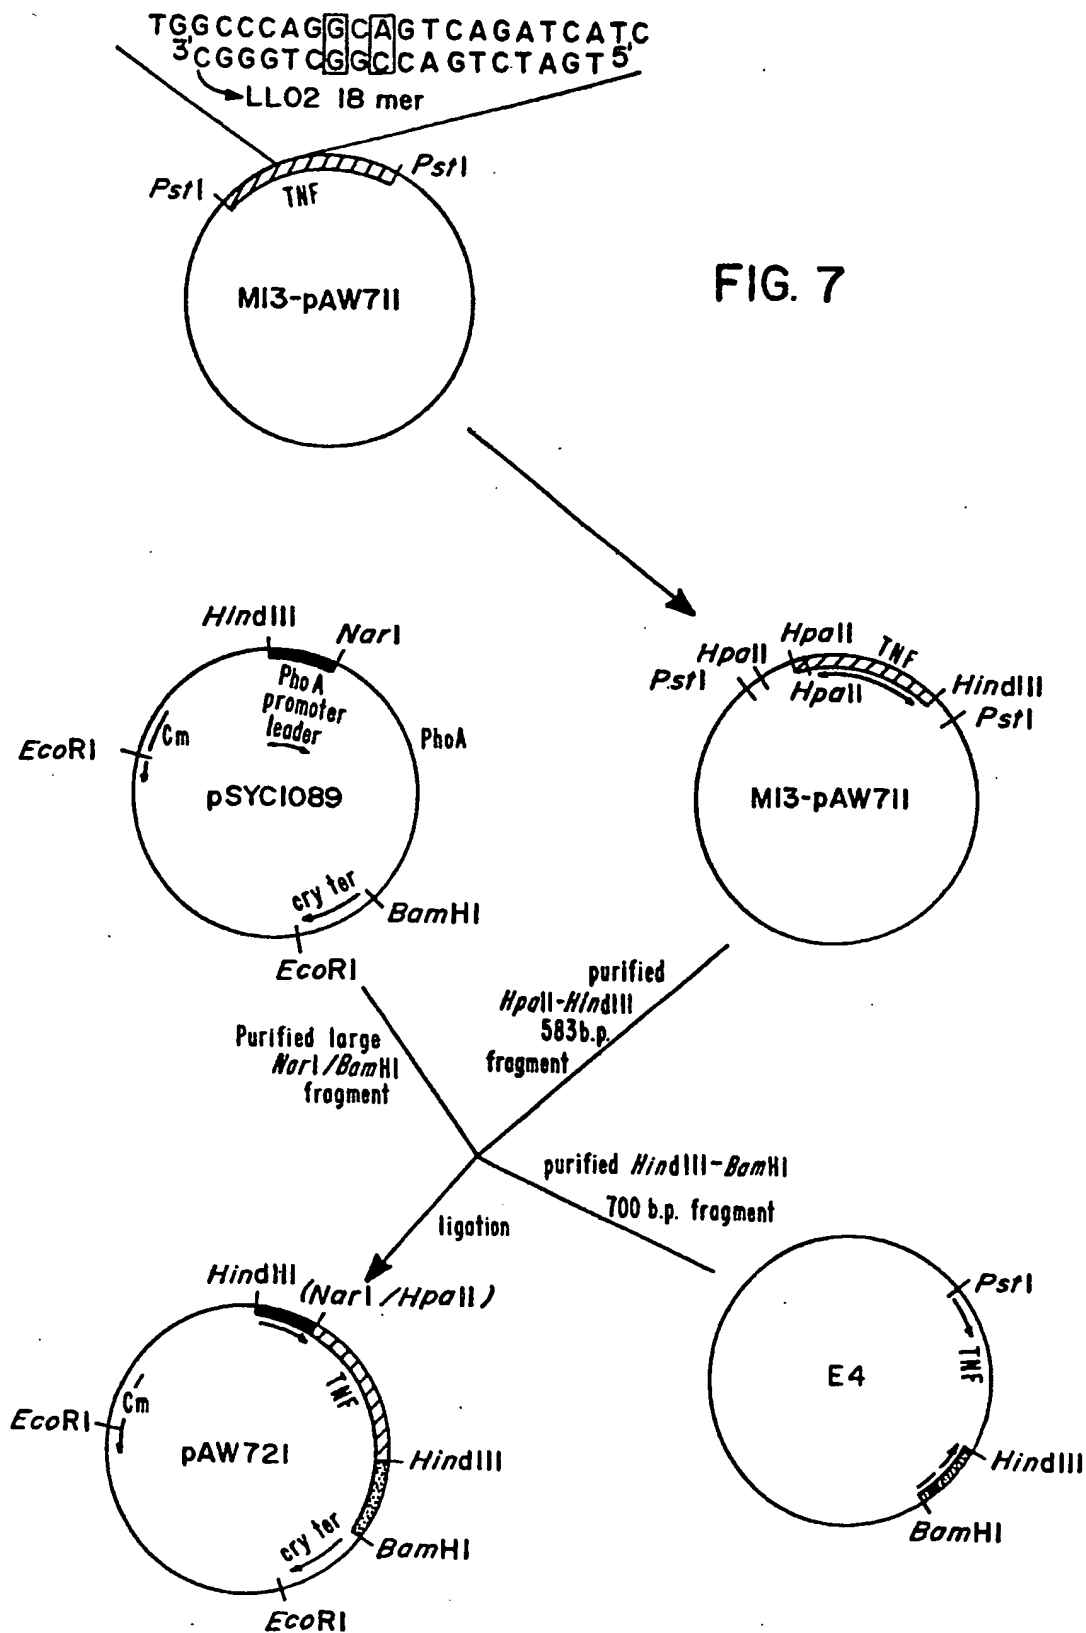 TGGCCCAGGCAGTCAGATCATC
3'CGGGTCGGCCAGTCTAGT5'
LL02 18 mer
PstI
PstI
TNF
M13-pAW711
FIG. 7
HindIII
NarI
PhoA
promoter
leader
PhoA
Cm
EcoRI
pSYC1089
cry ter
BamHI
EcoRI
HpaII
HpaII
TNF
PstI
HpaII
HindIII
PstI
M13-pAW711
purified
HpaII-HindIII
583b.p.
fragment
Purified large
NarI/BamHI
fragment
purified HindIII-BamHI
700 b.p. fragment
ligation
HindIII
(NarI/HpaII)
TNF
Cm
EcoRI
pAW721
HindIII
cry ter
BamHI
EcoRI
PstI
TNF
E4
HindIII
BamHI